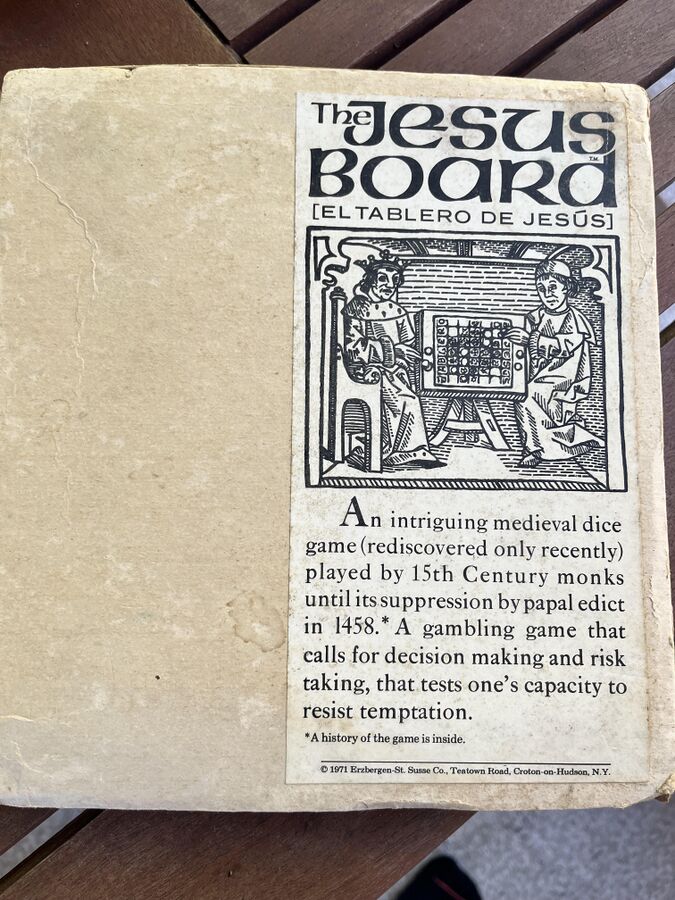 The JESUS
BOARD™
[EL TABLERO DE JESÚS]
An intriguing medieval dice
game (rediscovered only recently)
played by 15th Century monks
until its suppression by papal edict
in 1458.* A gambling game that
calls for decision making and risk
taking, that tests one's capacity to
resist temptation.
*A history of the game is inside.
© 1971 Erzbergen-St. Susse Co., Teatown Road, Croton-on-Hudson, N.Y.